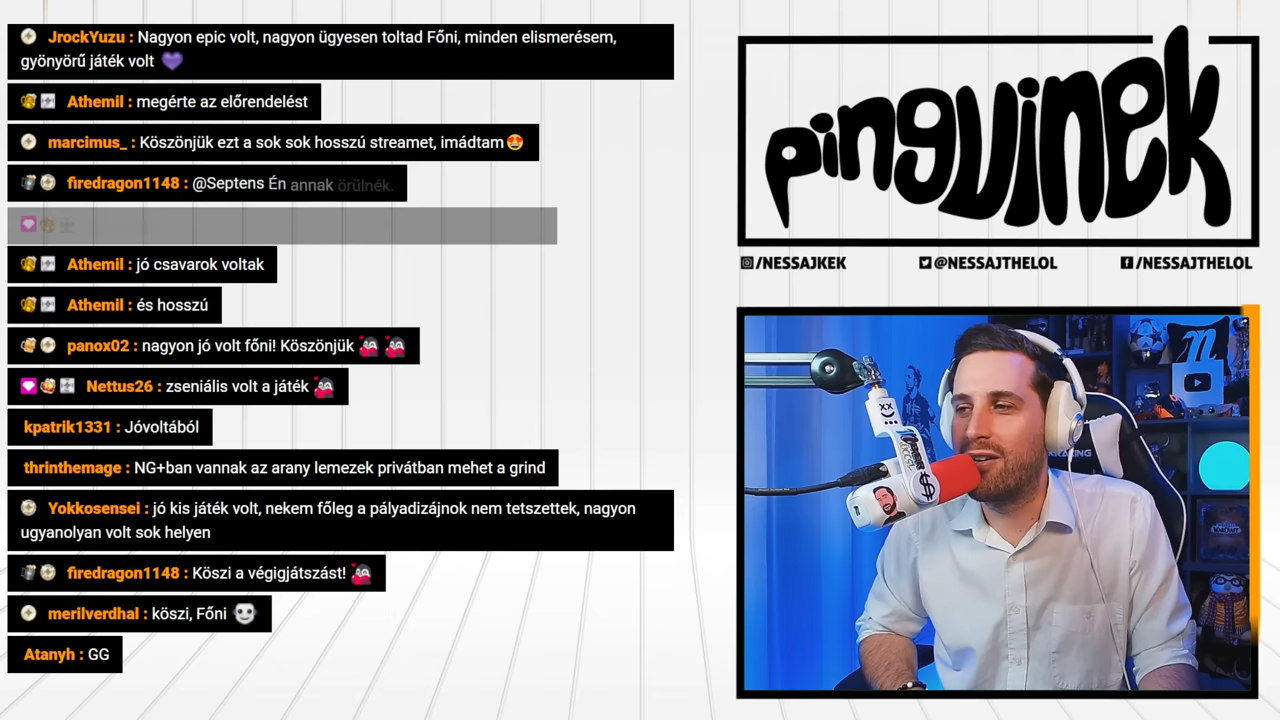 JrockYuzu : Nagyon epic volt, nagyon ügyesen toltad Főni, minden elismerésem,
gyönyörű játék volt 💜
Athemil : megérte az előrendelést
marcimus_ : Köszönjük ezt a sok sok hosszú streamet, imádtam😍
firedragon1148 : @Septens Én annak örülnék.
Athemil : jó csavarok voltak
Athemil : és hosszú
panox02 : nagyon jó volt főni! Köszönjük
Nettus26 : zseniális volt a játék
kpatrik1331 : Jóvoltából
thrinthemage : NG+ban vannak az arany lemezek privátban mehet a grind
Yokkosensei : jó kis játék volt, nekem főleg a pályadizájnok nem tetszettek, nagyon
ugyanolyan volt sok helyen
firedragon1148 : Köszi a végigjátszást!
merilverdhal : köszi, Főni
Atanyh : GG
pingvinek
/NESSAJKEK
@NESSAJTHELOL
/NESSAJTHELOL